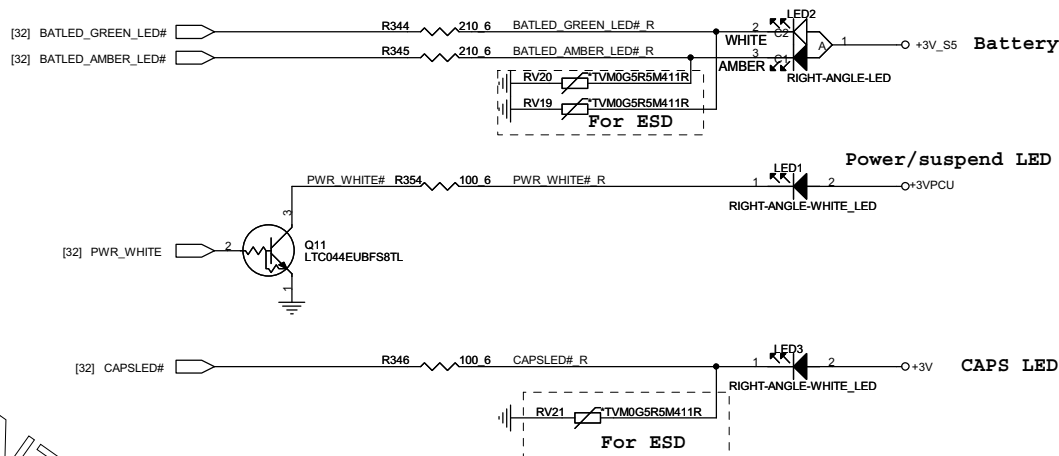 LED2
[32] BATLED_GREEN_LED# R344 210_6 BATLED_GREEN_LED#_R 2 C2
WHITE A 1 +3V_S5 Battery
[32] BATLED_AMBER_LED# R345 210_6 BATLED_AMBER_LED#_R 3 C1
AMBER
RIGHT-ANGLE-LED
RV20 *TVM0G5R5M411R
RV19 *TVM0G5R5M411R
For ESD
Power/suspend LED
LED1
PWR_WHITE# R354 100_6 PWR_WHITE#_R 1 2 +3VPCU
RIGHT-ANGLE-WHITE_LED
3
[32] PWR_WHITE 2 Q11
LTC044EUBFS8TL
1
LED3
[32] CAPSLED# R346 100_6 CAPSLED#_R 1 2 +3V CAPS LED
RIGHT-ANGLE-WHITE_LED
RV21 *TVM0G5R5M411R
For ESD